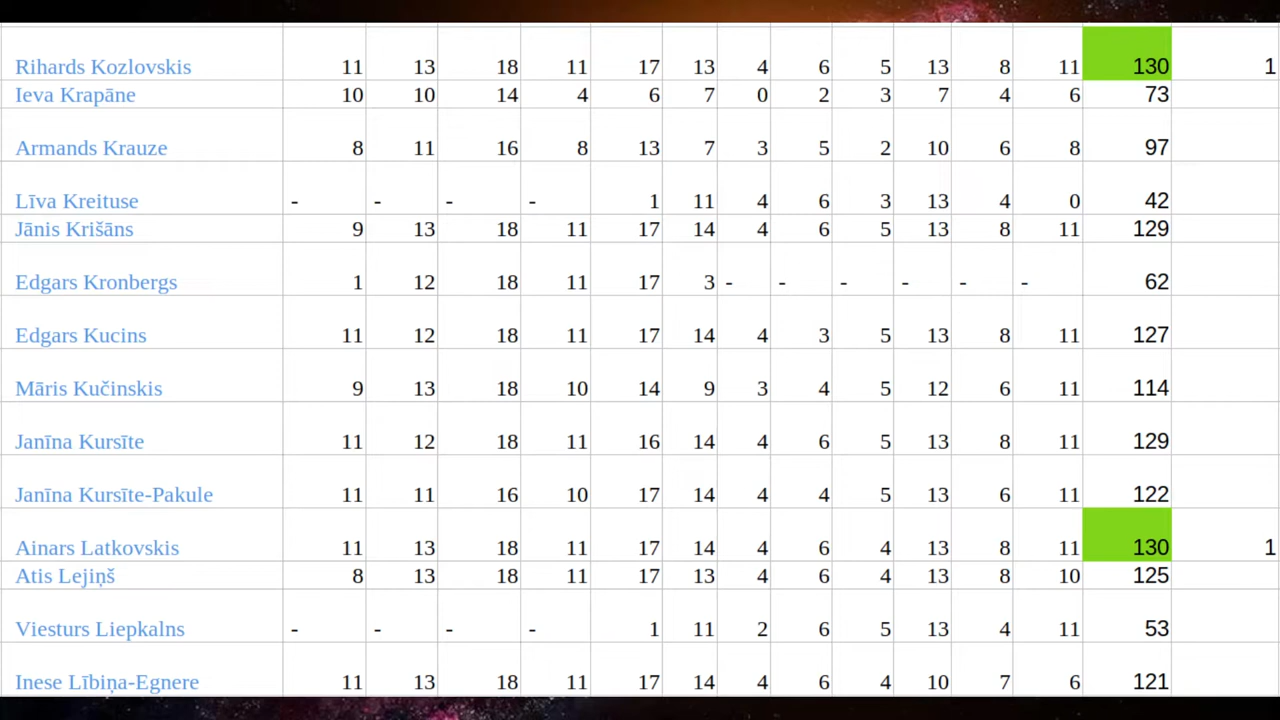 Rihards Kozlovskis 11 13 18 11 17 13 4 6 5 13 8 11 130 1
Ieva Krapāne 10 10 14 4 6 7 0 2 3 7 4 6 73
Armands Krauze 8 11 16 8 13 7 3 5 2 10 6 8 97
Līva Kreituse - - - - 1 11 4 6 3 13 4 0 42
Jānis Krišāns 9 13 18 11 17 14 4 6 5 13 8 11 129
Edgars Kronbergs 1 12 18 11 17 3 - - - - - - 62
Edgars Kucins 11 12 18 11 17 14 4 3 5 13 8 11 127
Māris Kučinskis 9 13 18 10 14 9 3 4 5 12 6 11 114
Janīna Kursīte 11 12 18 11 16 14 4 6 5 13 8 11 129
Janīna Kursīte-Pakule 11 11 16 10 17 14 4 4 5 13 6 11 122
Ainars Latkovskis 11 13 18 11 17 14 4 6 4 13 8 11 130 1
Atis Lejiņš 8 13 18 11 17 13 4 6 4 13 8 10 125
Viesturs Liepkalns - - - - 1 11 2 6 5 13 4 11 53
Inese Lībiņa-Egnere 11 13 18 11 17 14 4 6 4 10 7 6 121